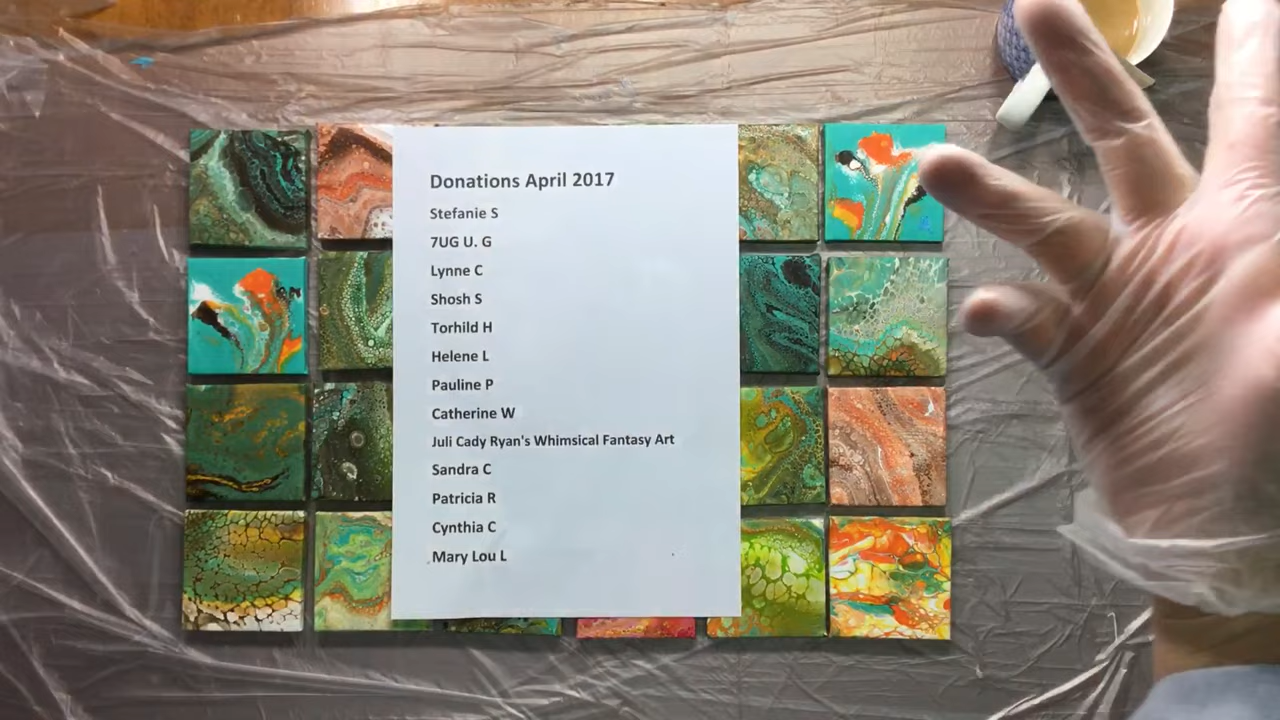 Donations April 2017
Stefanie S
7UG U. G
Lynne C
Shosh S
Torhild H
Helene L
Pauline P
Catherine W
Juli Cady Ryan's Whimsical Fantasy Art
Sandra C
Patricia R
Cynthia C
Mary Lou L